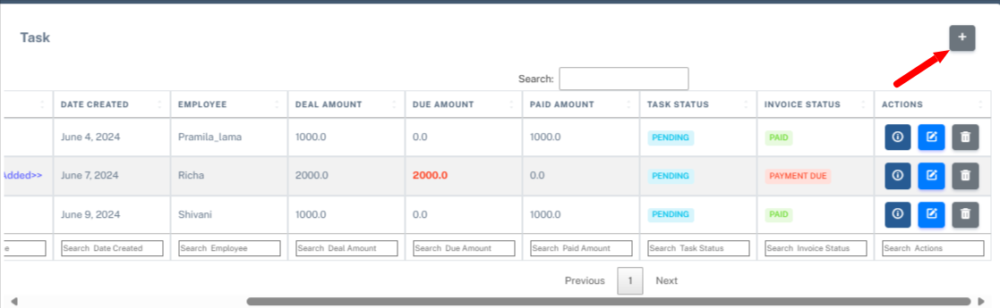 Task
+
Search:
DATE CREATED EMPLOYEE DEAL AMOUNT DUE AMOUNT PAID AMOUNT TASK STATUS INVOICE STATUS ACTIONS
June 4, 2024 Pramila_lama 1000.0 0.0 1000.0 PENDING PAID
Added>> June 7, 2024 Richa 2000.0 2000.0 0.0 PENDING PAYMENT DUE
June 9, 2024 Shivani 1000.0 0.0 1000.0 PENDING PAID
e Search Date Created Search Employee Search Deal Amount Search Due Amount Search Paid Amount Search Task Status Search Invoice Status Search Actions
Previous 1 Next